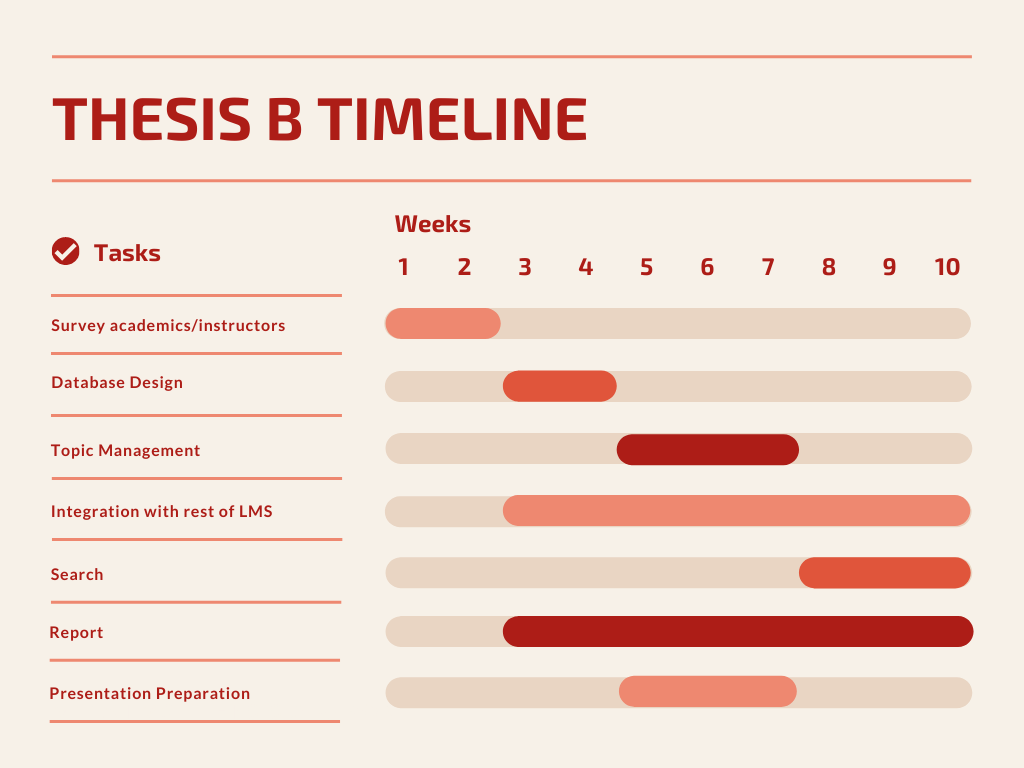 THESIS B TIMELINE
Weeks
Tasks
1 2 3 4 5 6 7 8 9 10
Survey academics/instructors
Database Design
Topic Management
Integration with rest of LMS
Search
Report
Presentation Preparation